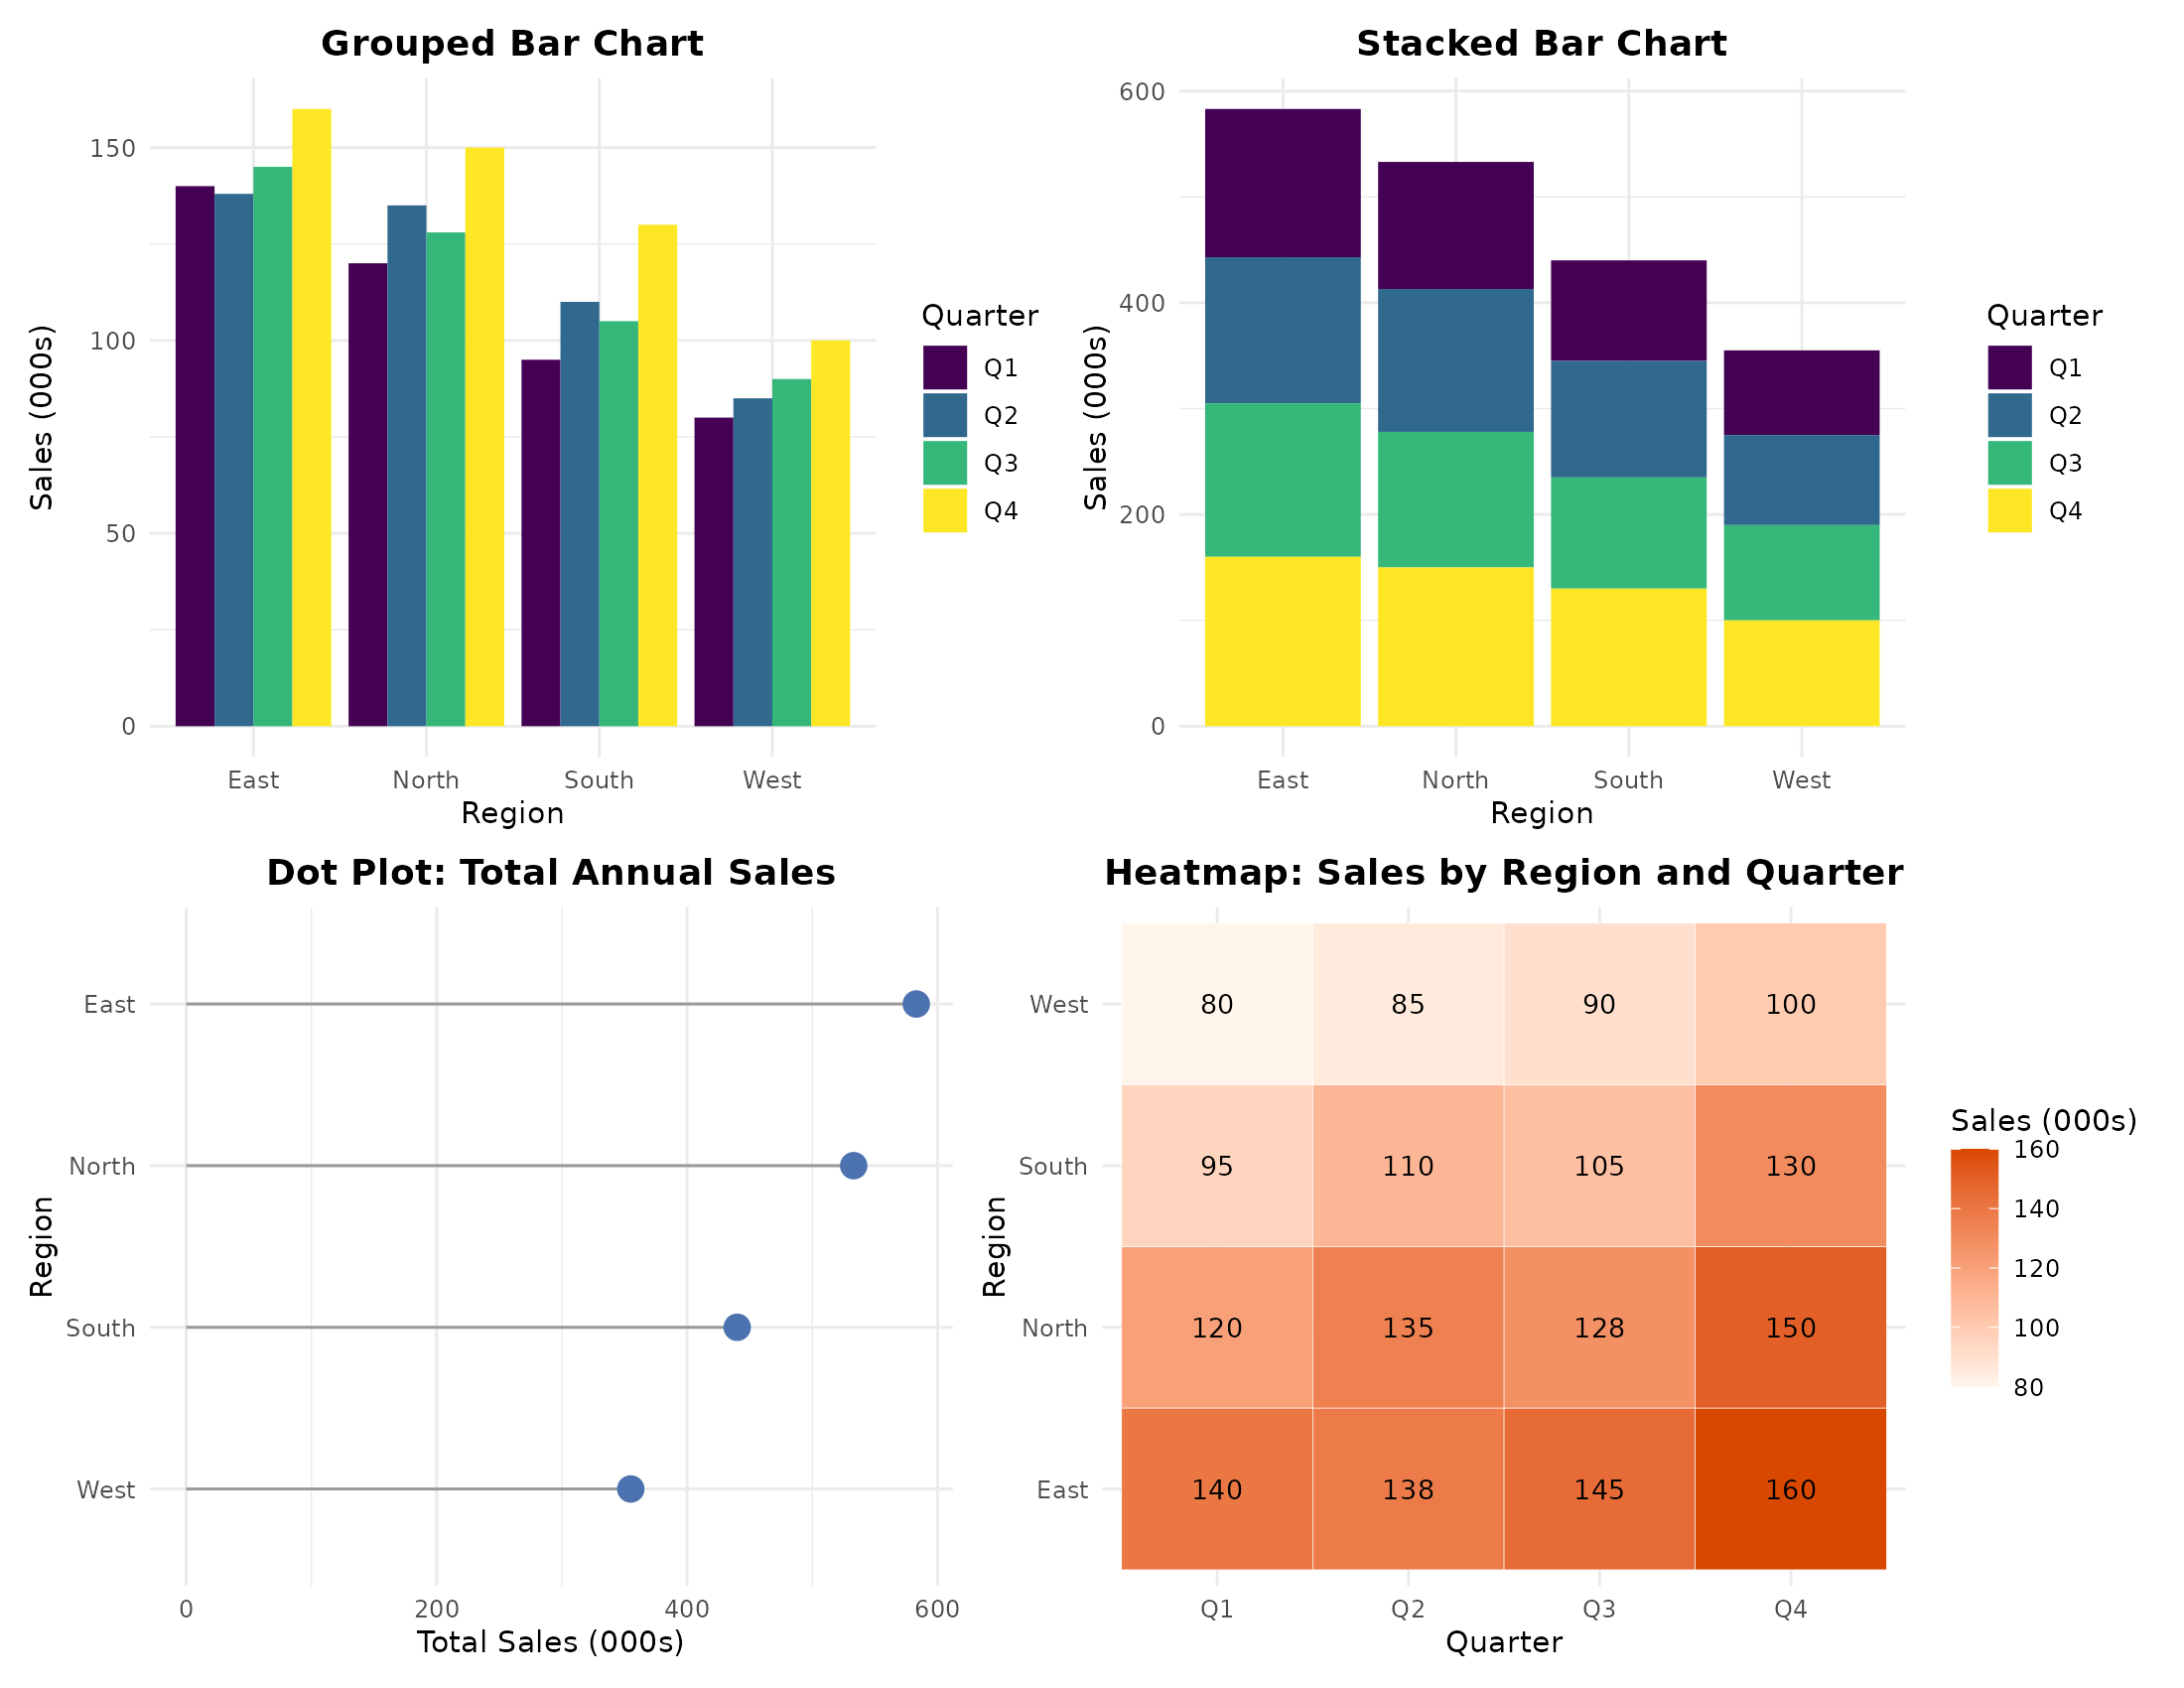 Grouped Bar Chart
Sales (000s)
150
100
50
0
East North South West
Region
Quarter
Q1
Q2
Q3
Q4
Stacked Bar Chart
Sales (000s)
600
400
200
0
East North South West
Region
Quarter
Q1
Q2
Q3
Q4
Dot Plot: Total Annual Sales
Region
East
North
South
West
0 200 400 600
Total Sales (000s)
Heatmap: Sales by Region and Quarter
Region
West 80 85 90 100
South 95 110 105 130
North 120 135 128 150
East 140 138 145 160
Q1 Q2 Q3 Q4
Quarter
Sales (000s)
160
140
120
100
80